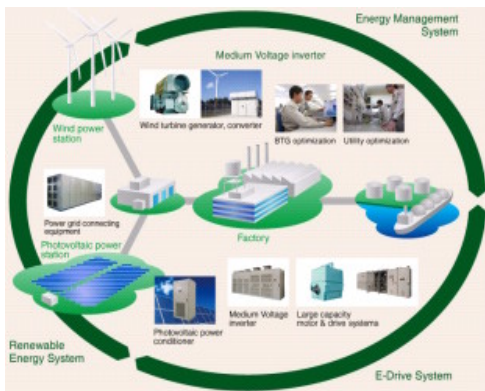 Energy Management
System
Medium Voltage inverter
Wind power
station
Wind turbine generator, converter
BTG optimization
Utility optimization
Power grid connecting
equipment
Factory
Photovoltaic power
station
Photovoltaic power
conditioner
Medium Voltage
inverter
Large capacity
motor & drive systems
Renewable
Energy System
E-Drive System